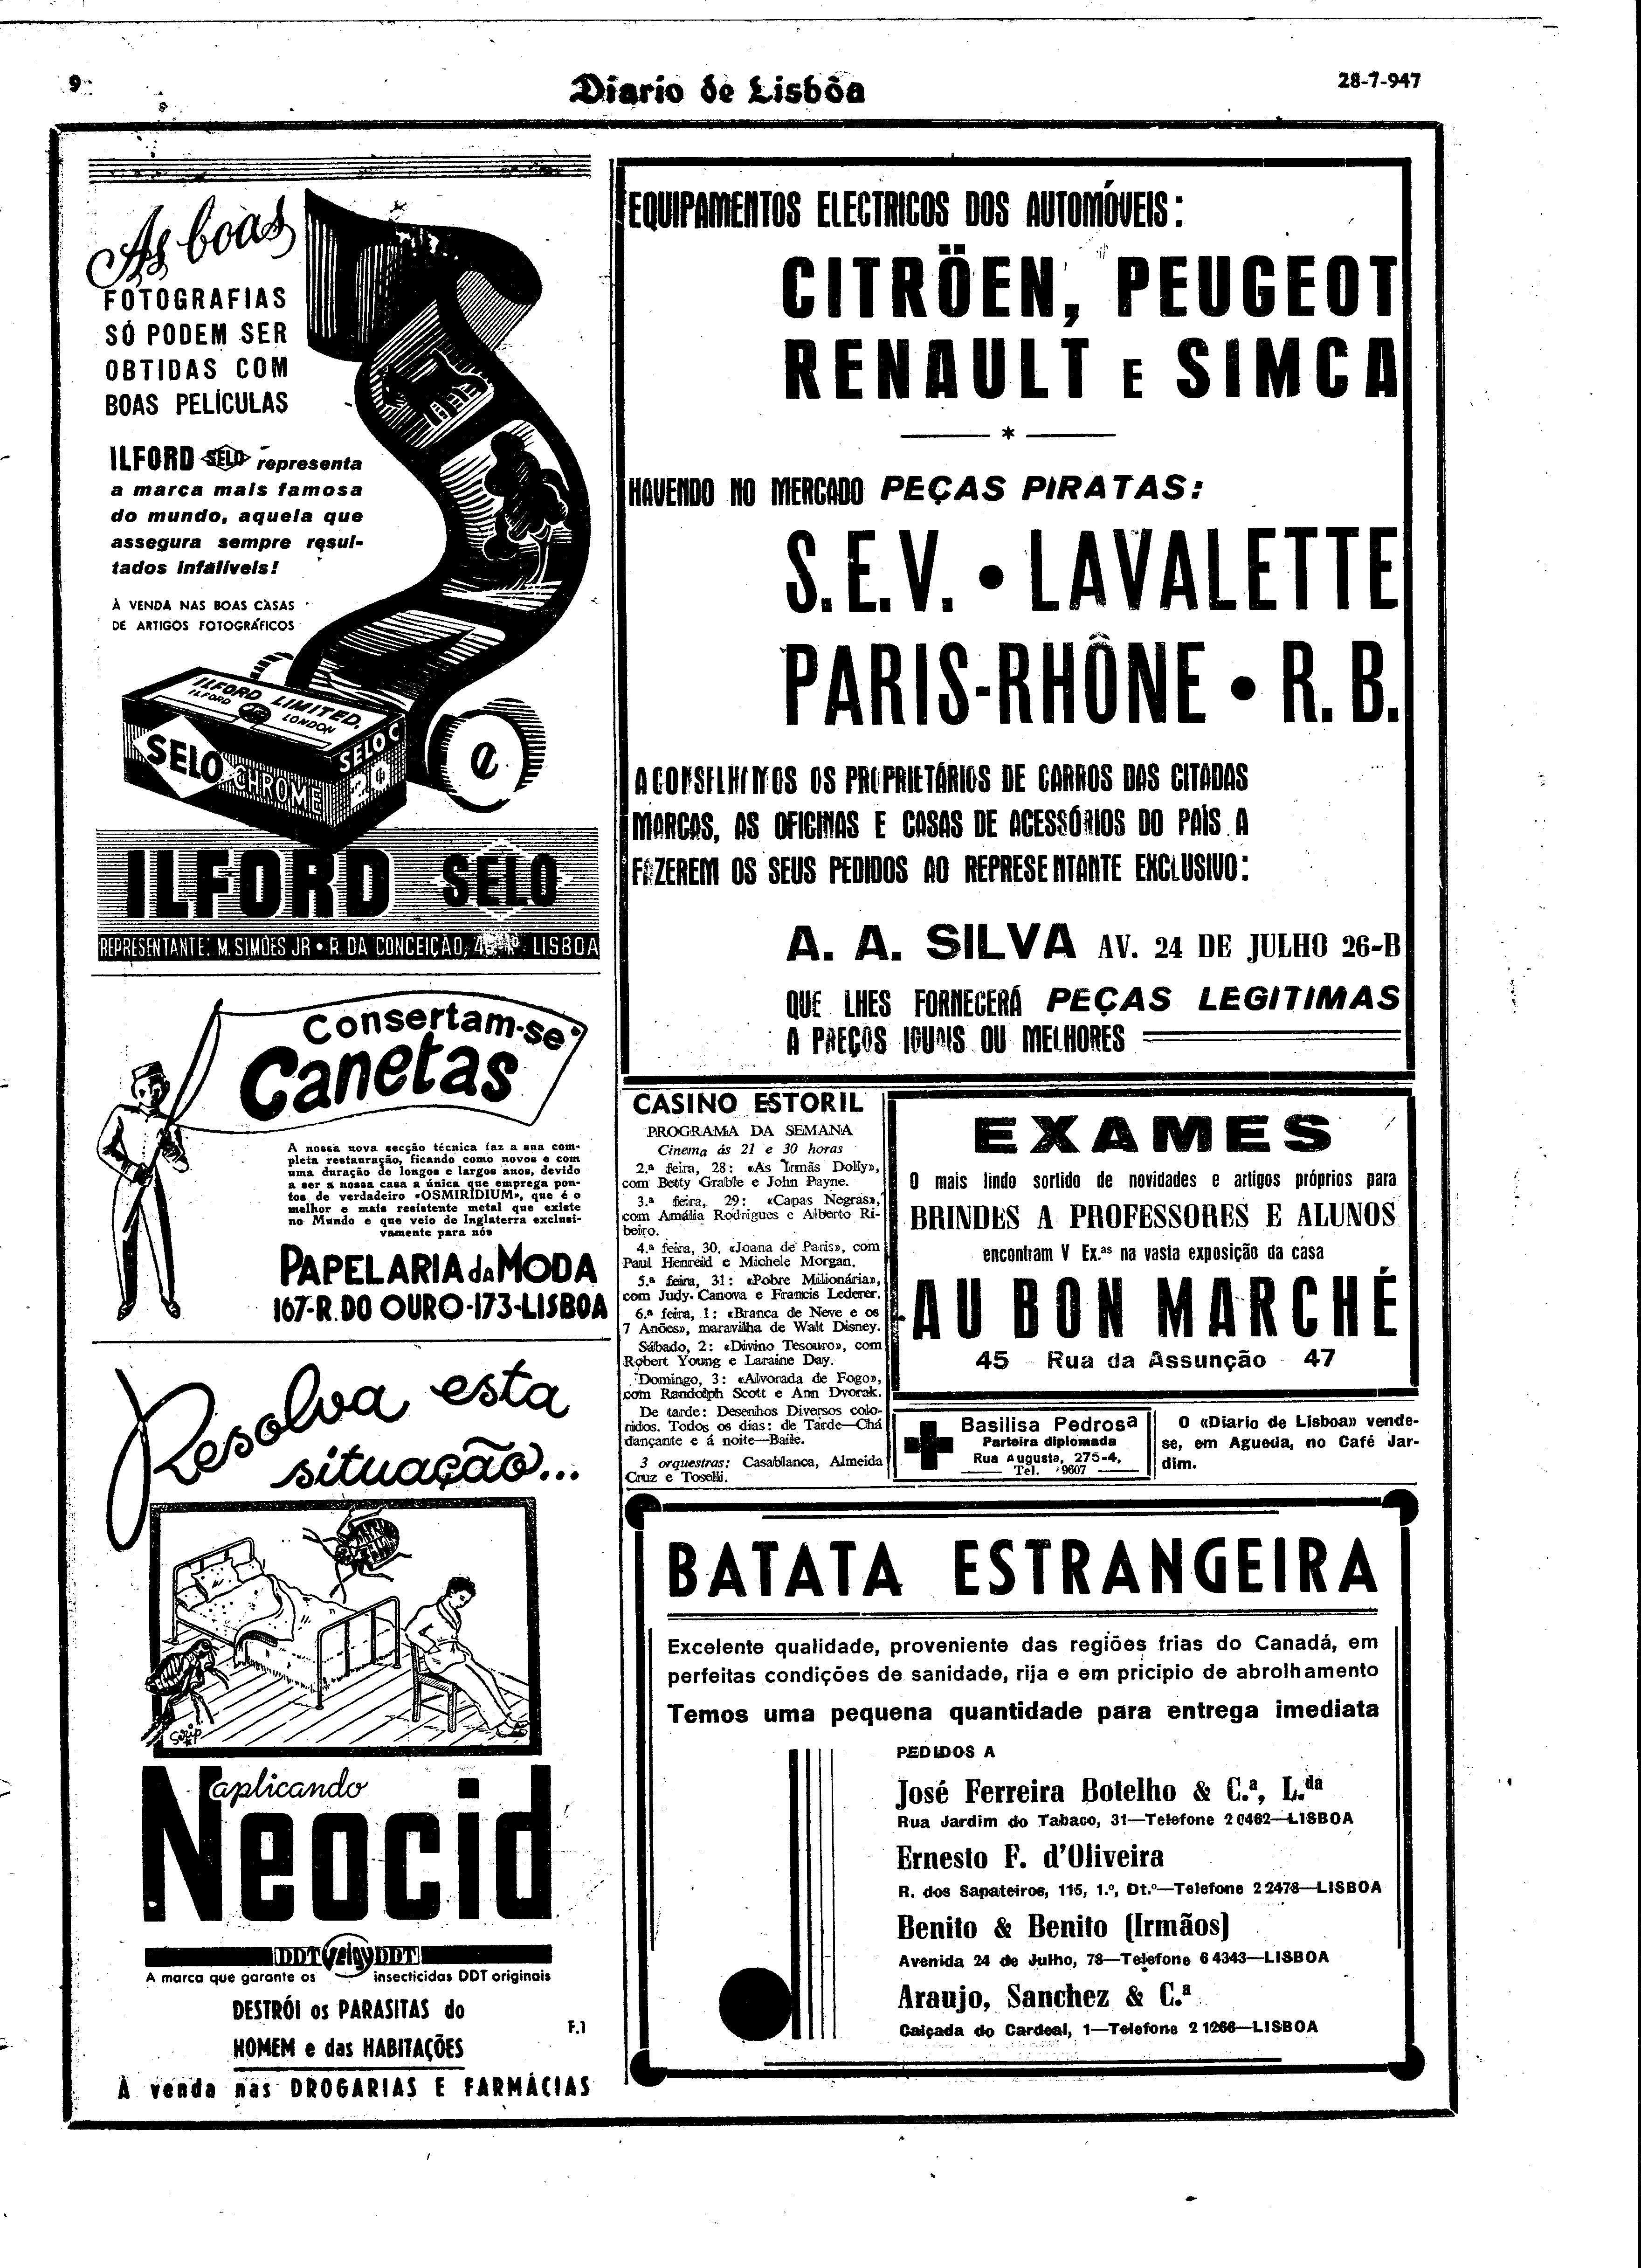 9
Diario de Lisbôa
28-7-947
As boas
FOTOGRAFIAS
SÓ PODEM SER
OBTIDAS COM
BOAS PELÍCULAS
ILFORD SELO representa
a marca mais famosa
do mundo, aquela que
assegura sempre resul-
tados infalíveis!
À VENDA NAS BOAS CASAS
DE ARTIGOS FOTOGRÁFICOS
ILFORD LIMITED.
ILFORD LONDON
SELO
CHROME
SELO C
20
ILFORD SELO
REPRESENTANTE: M. SIMÕES JR • R. DA CONCEIÇÃO, 46-1º. LISBOA
Consertam-se
Canetas
A nossa nova secção técnica faz a sua com-
pleta restauração, ficando como novos e com
uma duração de longos e largos anos, devido
a ser a nossa casa a única que emprega pon-
tos de verdadeiro «OSMIRIDIUM», que é o
melhor e mais resistente metal que existe
no Mundo e que veio de Inglaterra exclusi-
vamente para nós
PAPELARIA da MODA
167-R. DO OURO-173-LISBOA
Resolva esta
situação...
aplicando
Neocid
DDT Geigy DDT
A marca que garante os insecticidas DDT originais
DESTRÓI os PARASITAS do
HOMEM e das HABITAÇÕES
F.1
À venda nas DROGARIAS E FARMÁCIAS
EQUIPAMENTOS ELECTRICOS DOS AUTOMÓVEIS:
CITRÖEN, PEUGEOT
RENAULT E SIMCA
*
HAVENDO NO MERCADO PEÇAS PIRATAS:
S.E.V. • LAVALETTE
PARIS-RHÔNE • R. B.
ACONSELHAMOS OS PROPRIETÁRIOS DE CARROS DAS CITADAS
MARCAS, AS OFICINAS E CASAS DE ACESSÓRIOS DO PAÍS A
FAZEREM OS SEUS PEDIDOS AO REPRESENTANTE EXCLUSIVO:
A. A. SILVA AV. 24 DE JULHO 26-B
QUE LHES FORNECERÁ PEÇAS LEGITIMAS
A PREÇOS IGUAIS OU MELHORES
CASINO ESTORIL
PROGRAMA DA SEMANA
Cinema ás 21 e 30 horas
2.ª feira, 28: «As Irmãs Dolly»,
com Betty Grable e John Payne.
3.ª feira, 29: «Capas Negras»,
com Amália Rodrigues e Alberto Ri-
beiro.
4.ª feira, 30. «Joana de Paris», com
Paul Henreid e Michele Morgan.
5.ª feira, 31: «Pobre Milionária»,
com Judy. Canova e Francis Lederer.
6.ª feira, 1: «Branca de Neve e os
7 Anões», maravilha de Walt Disney.
Sábado, 2: «Divino Tesouro», com
Robert Young e Laraine Day.
Domingo, 3: «Alvorada de Fogo»,
com Randolph Scott e Ann Dvorak.
De tarde: Desenhos Diversos colo-
ridos. Todos os dias: de Tarde—Chá
dançante e á noite—Baile.
3 orquestras: Casablanca, Almeida
Cruz e Toselli.
EXAMES
O mais lindo sortido de novidades e artigos próprios para
BRINDES A PROFESSORES E ALUNOS
encontram V Ex.as na vasta exposição da casa
AU BON MARCHÉ
45 Rua da Assunção 47
Basilisa Pedrosa
Parteira diplomada
Rua Augusta, 275-4.
Tel. 9607
O «Diario de Lisboa» vende-
se, em Agueda, no Café Jar-
dim.
BATATA ESTRANGEIRA
Excelente qualidade, proveniente das regiões frias do Canadá, em
perfeitas condições de sanidade, rija e em pricipio de abrolhamento
Temos uma pequena quantidade para entrega imediata
PEDIDOS A
José Ferreira Botelho & C.ª, L.da
Rua Jardim do Tabaco, 31—Telefone 2 0462—LISBOA
Ernesto F. d'Oliveira
R. dos Sapateiros, 115, 1.º, Dt.º—Telefone 2 2478—LISBOA
Benito & Benito (Irmãos)
Avenida 24 de Julho, 78—Telefone 6 4343—LISBOA
Araujo, Sanchez & C.ª
Calçada do Cardeal, 1—Telefone 2 1266—LISBOA